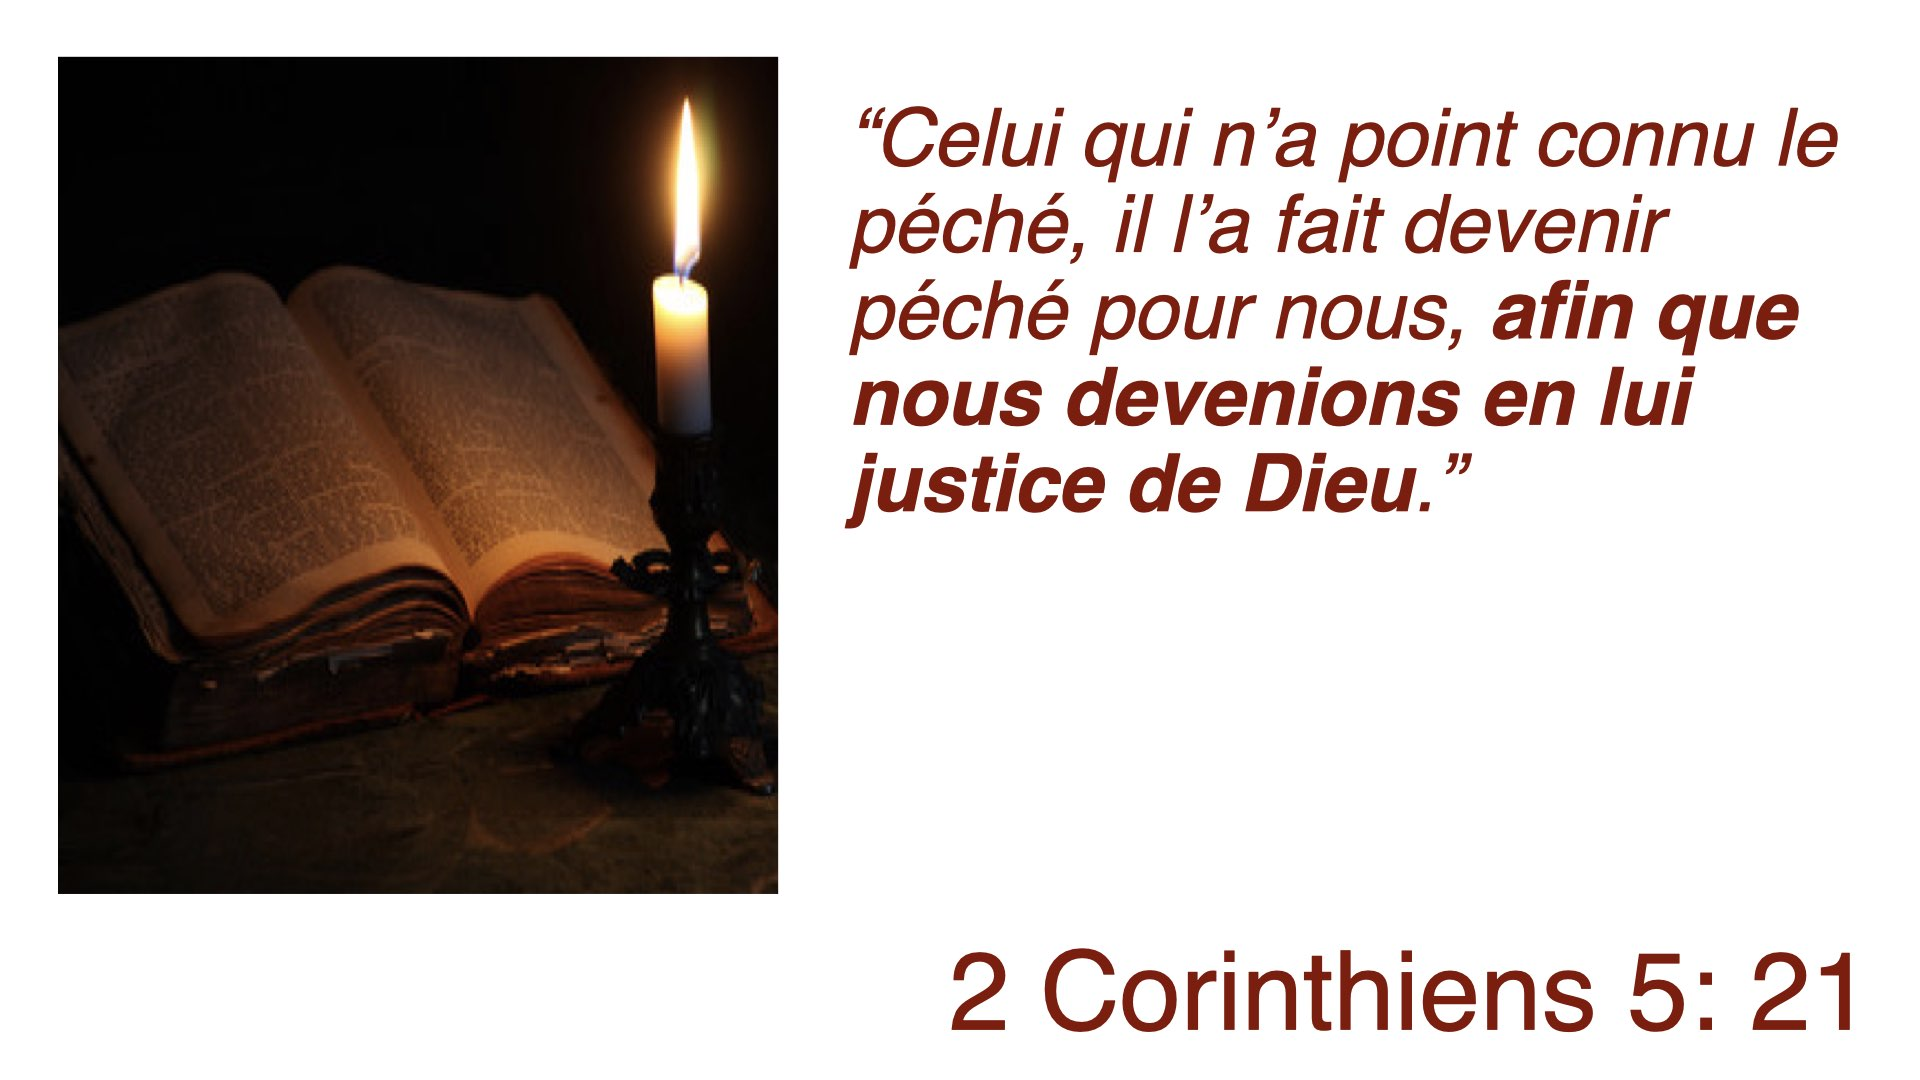 “Celui qui n’a point connu le
péché, il l’a fait devenir
péché pour nous, afin que
nous devenions en lui
justice de Dieu.”
2 Corinthiens 5: 21